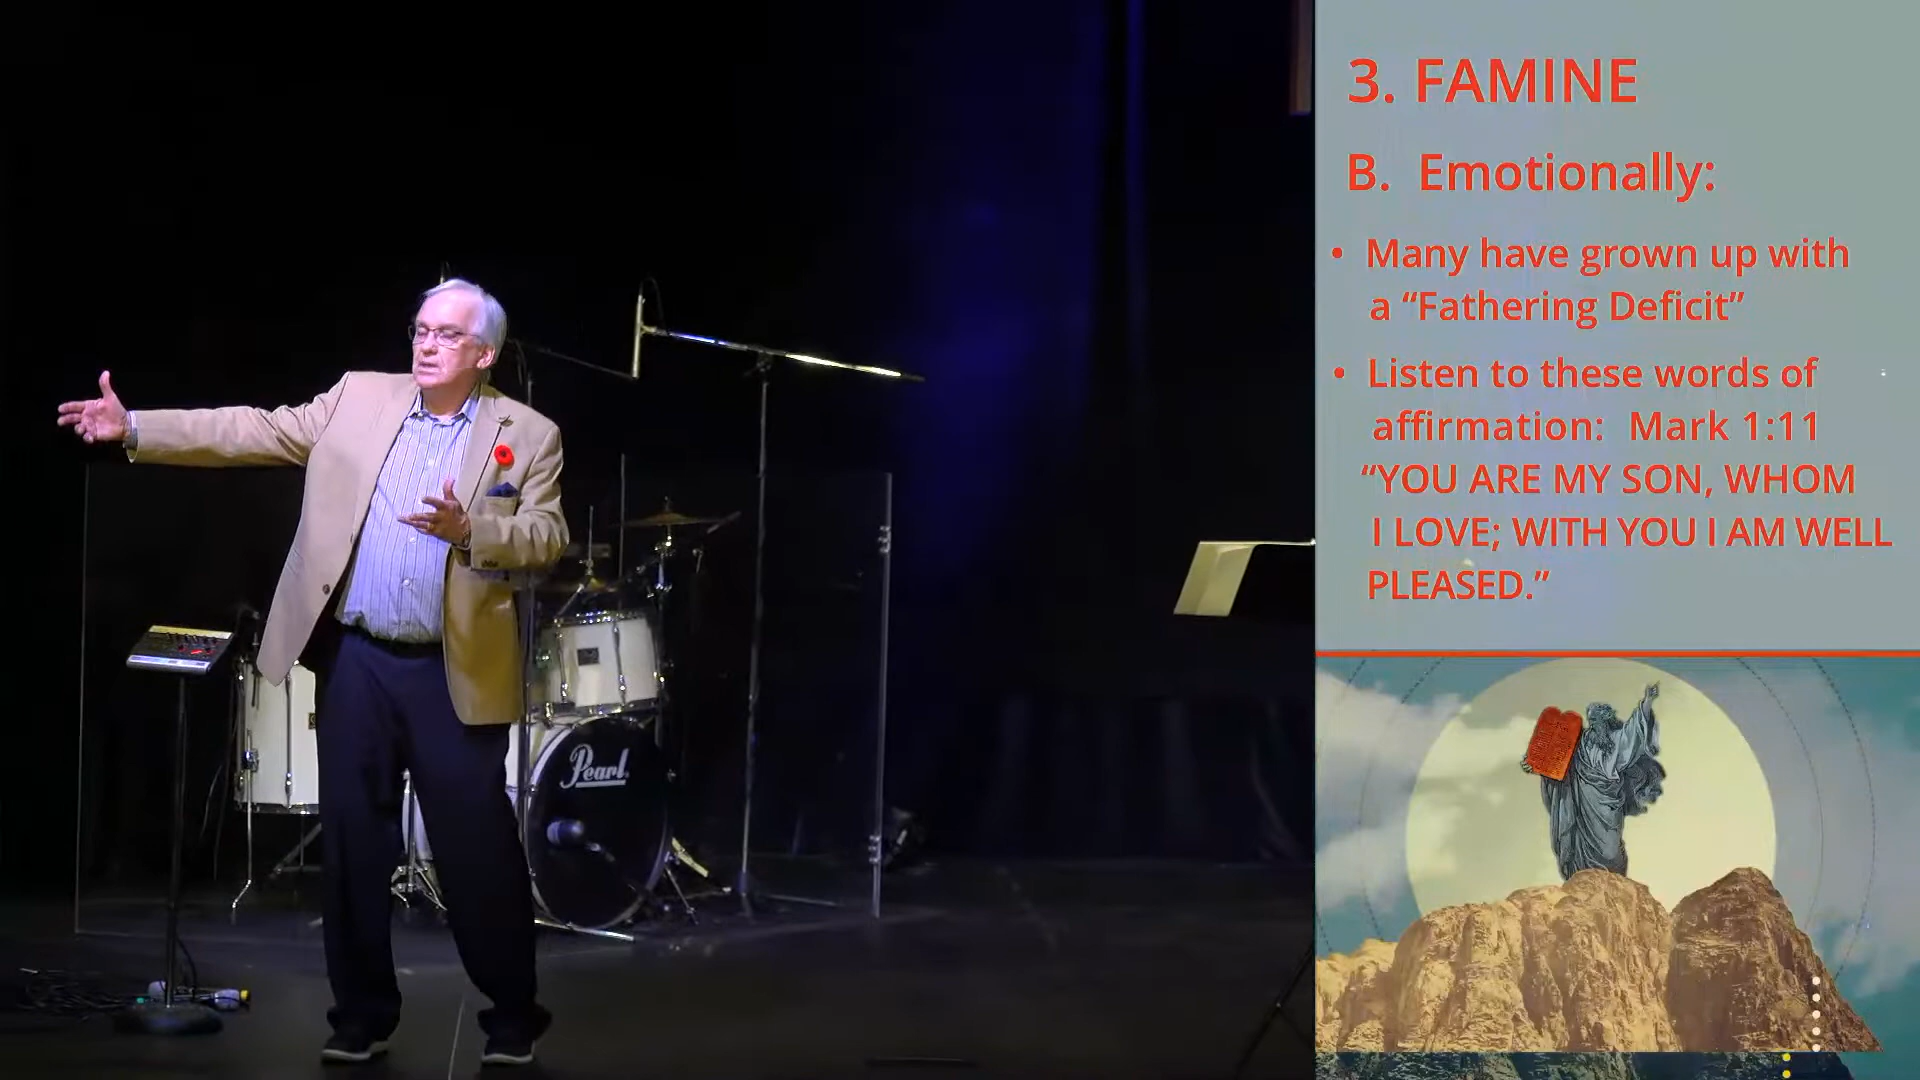 3. FAMINE
B. Emotionally:
• Many have grown up with
a “Fathering Deficit”
• Listen to these words of
affirmation: Mark 1:11
“YOU ARE MY SON, WHOM
I LOVE; WITH YOU I AM WELL
PLEASED.”
Pearl